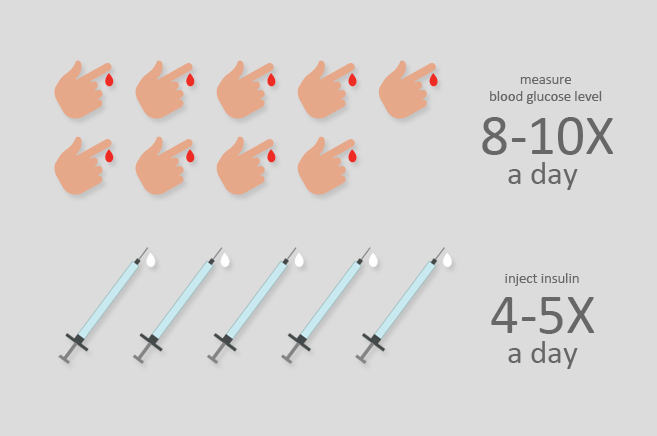 measure
blood glucose level
8-10X
a day
inject insulin
4-5X
a day